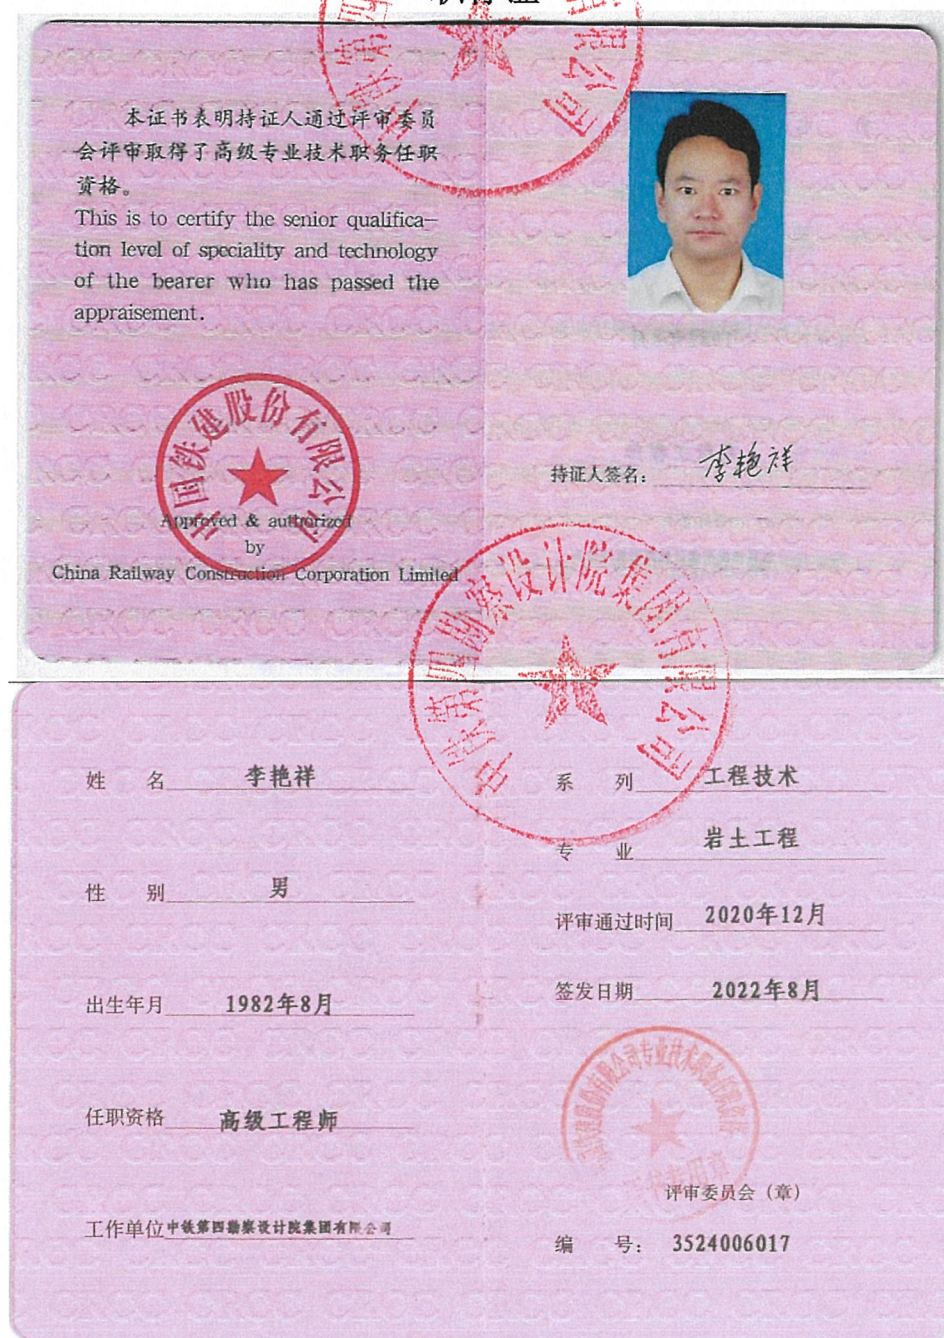 本证书表明持证人通过评审委员
会评审取得了高级专业技术职务任职
资格。
This is to certify the senior qualifica-
tion level of speciality and technology
of the bearer who has passed the
appraisement.
中国铁建股份有限公司
Approved & authorized
by
China Railway Construction Corporation Limited
持证人签名：李艳祥
中铁第四勘察设计院集团有限公司
姓 名 李艳祥
性 别 男
出生年月 1982年8月
任职资格 高级工程师
工作单位 中铁第四勘察设计院集团有限公司
系 列 工程技术
专 业 岩土工程
评审通过时间 2020年12月
签发日期 2022年8月
评审委员会（章）
编 号： 3524006017